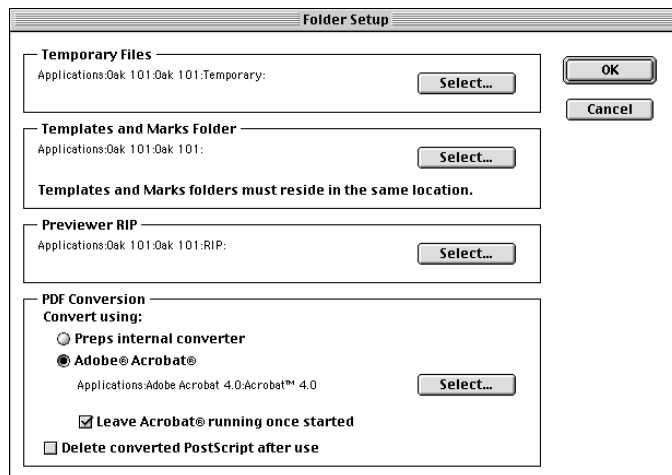 Folder Setup
Temporary Files
Applications:Oak 101:Oak 101:Temporary:
Select...
OK
Cancel
Templates and Marks Folder
Applications:Oak 101:Oak 101:
Select...
Templates and Marks folders must reside in the same location.
Previewer RIP
Applications:Oak 101:Oak 101:RIP:
Select...
PDF Conversion
Convert using:
Preps internal converter
Adobe® Acrobat®
Applications:Adobe Acrobat 4.0:Acrobat™ 4.0
Select...
Leave Acrobat® running once started
Delete converted PostScript after use